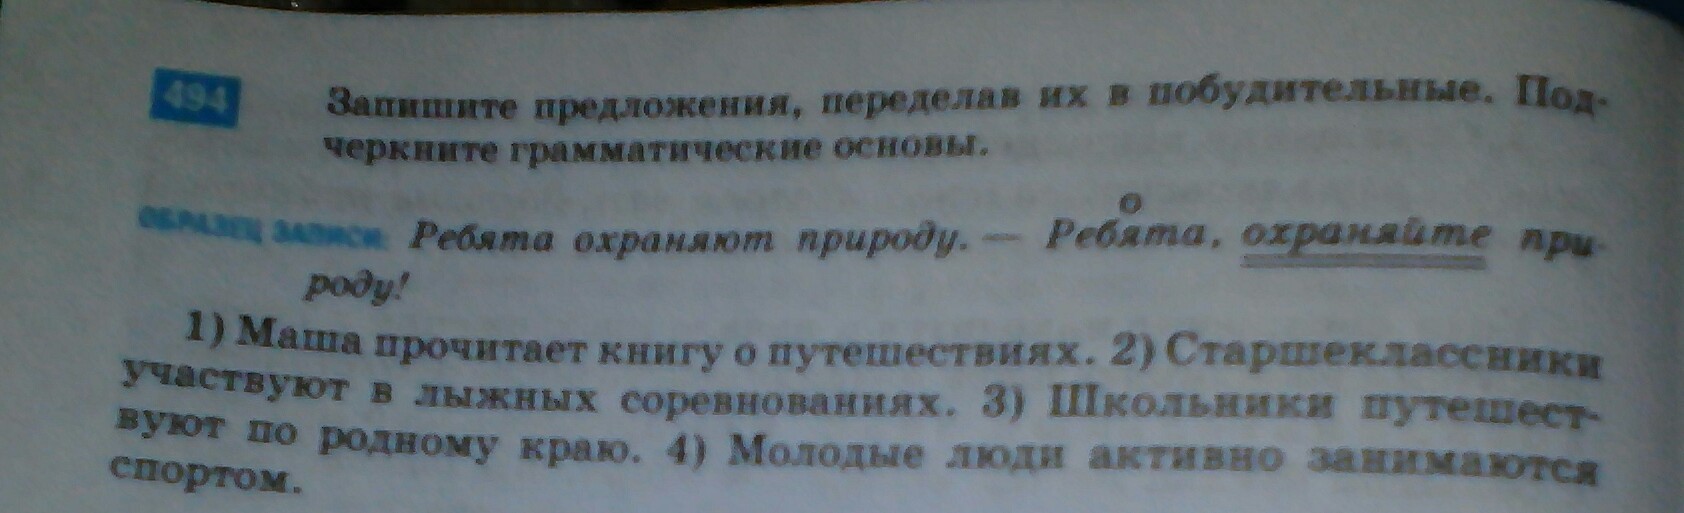 494 Запишите предложения, переделав их в побудительные. Под-
черкните грамматические основы.
О
ОБРАЗЕЦ ЗАПИСИ: Ребята охраняют природу. — Ребята, охраняйте при-
роду!
1) Маша прочитает книгу о путешествиях. 2) Старшеклассники
участвуют в лыжных соревнованиях. 3) Школьники путешест-
вуют по родному краю. 4) Молодые люди активно занимаются
спортом.